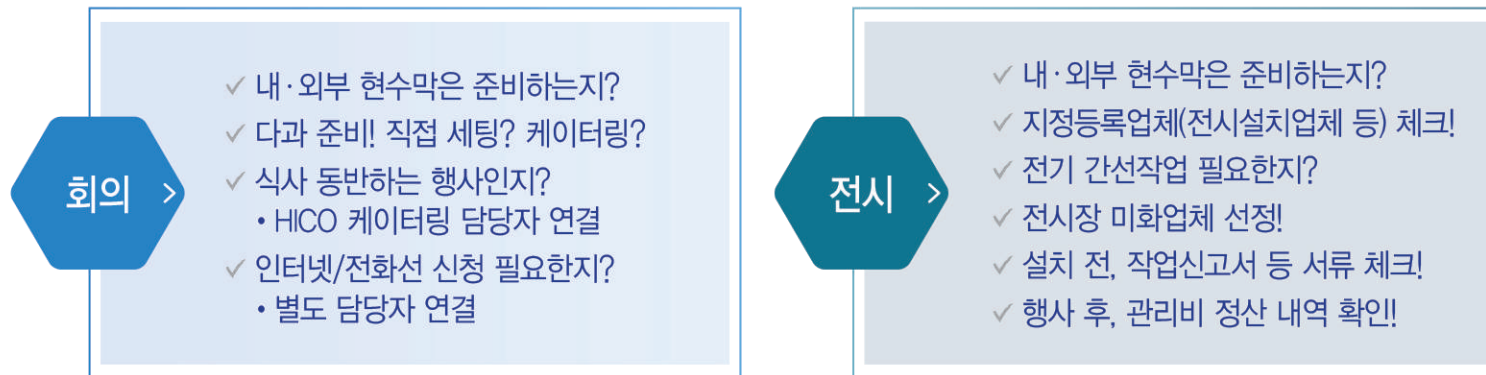 회의 >
✓ 내·외부 현수막은 준비하는지?
✓ 다과 준비! 직접 세팅? 케이터링?
✓ 식사 동반하는 행사인지?
• HICO 케이터링 담당자 연결
✓ 인터넷/전화선 신청 필요한지?
• 별도 담당자 연결
전시 >
✓ 내·외부 현수막은 준비하는지?
✓ 지정등록업체(전시설치업체 등) 체크!
✓ 전기 간선작업 필요한지?
✓ 전시장 미화업체 선정!
✓ 설치 전, 작업신고서 등 서류 체크!
✓ 행사 후, 관리비 정산 내역 확인!